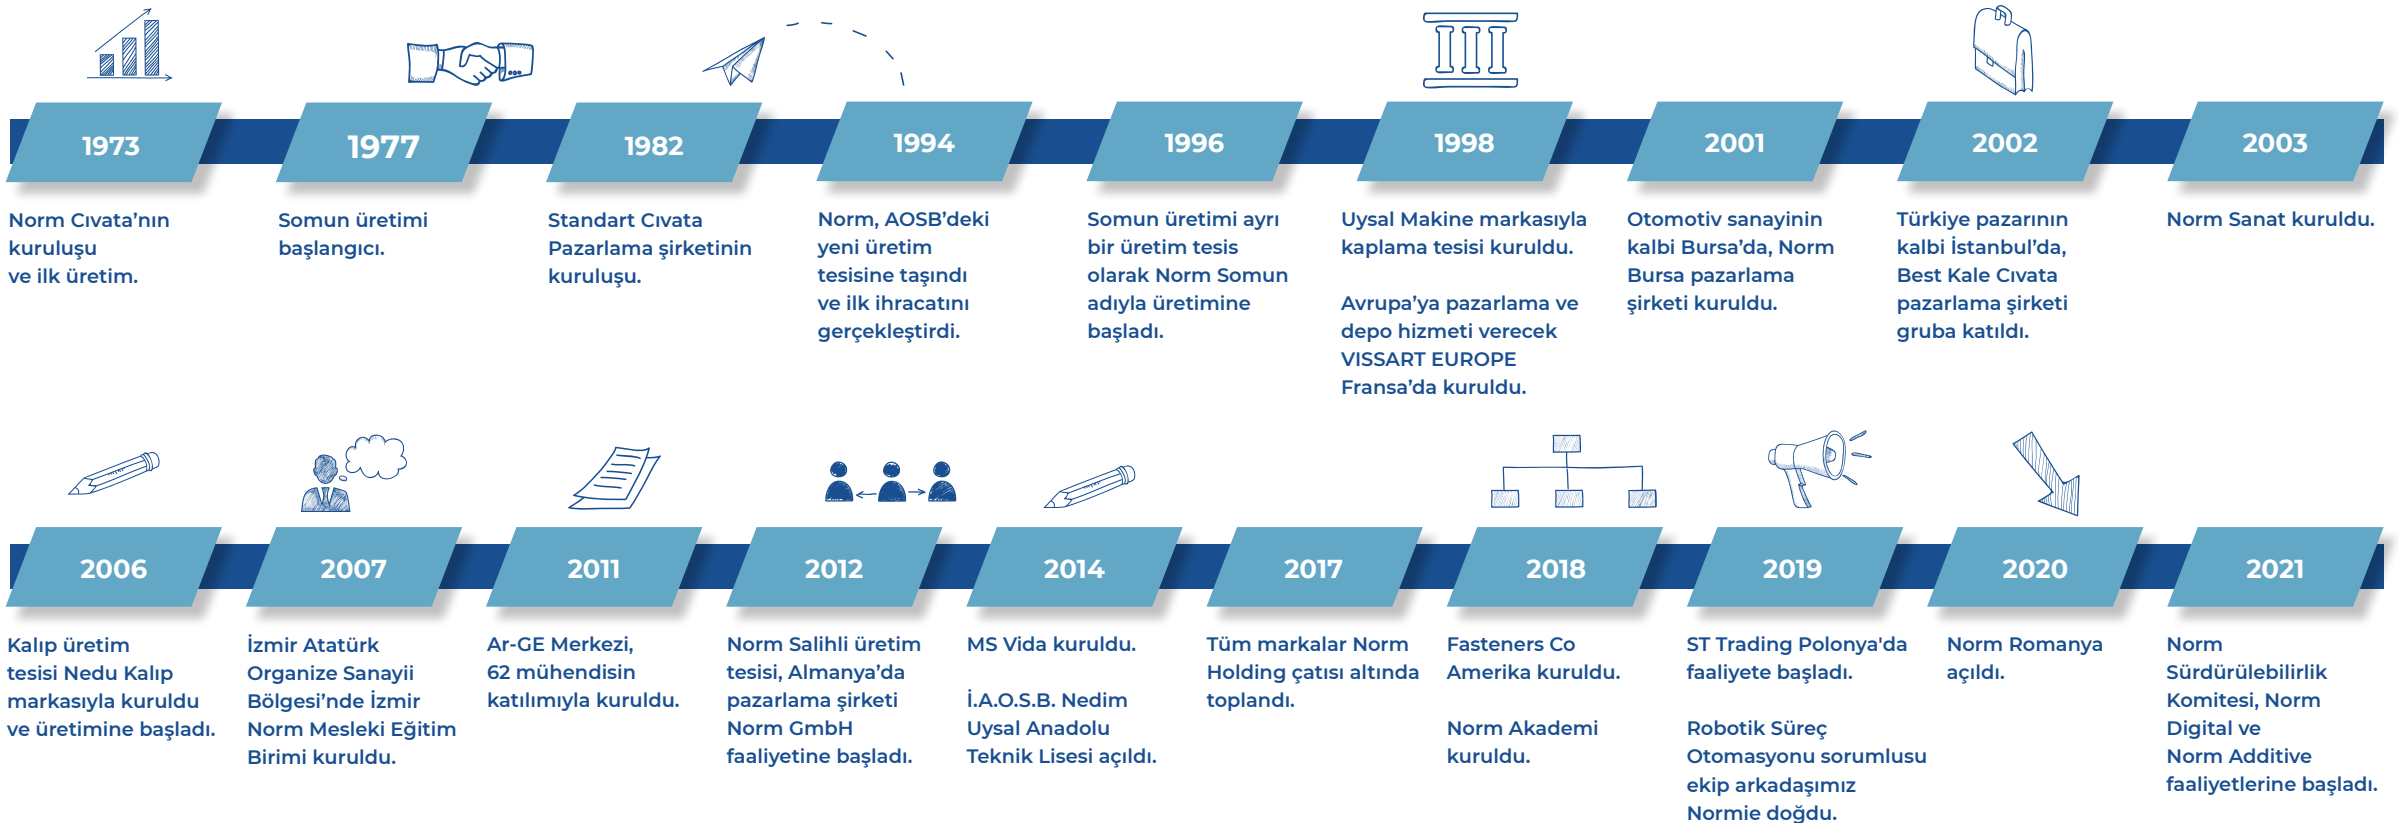 1973
1977
1982
1994
1996
1998
2001
2002
2003
Norm Cıvata’nın
kuruluşu
ve ilk üretim.
Somun üretimi
başlangıcı.
Standart Cıvata
Pazarlama şirketinin
kuruluşu.
Norm, AOSB’deki
yeni üretim
tesisine taşındı
ve ilk ihracatını
gerçekleştirdi.
Somun üretimi ayrı
bir üretim tesis
olarak Norm Somun
adıyla üretimine
başladı.
Uysal Makine markasıyla
kaplama tesisi kuruldu.
Avrupa’ya pazarlama ve
depo hizmeti verecek
VISSART EUROPE
Fransa’da kuruldu.
Otomotiv sanayinin
kalbi Bursa’da, Norm
Bursa pazarlama
şirketi kuruldu.
Türkiye pazarının
kalbi İstanbul’da,
Best Kale Cıvata
pazarlama şirketi
gruba katıldı.
Norm Sanat kuruldu.
2006
2007
2011
2012
2014
2017
2018
2019
2020
2021
Kalıp üretim
tesisi Nedu Kalıp
markasıyla kuruldu
ve üretimine başladı.
İzmir Atatürk
Organize Sanayii
Bölgesi’nde İzmir
Norm Mesleki Eğitim
Birimi kuruldu.
Ar-GE Merkezi,
62 mühendisin
katılımıyla kuruldu.
Norm Salihli üretim
tesisi, Almanya’da
pazarlama şirketi
Norm GmbH
faaliyetine başladı.
MS Vida kuruldu.
İ.A.O.S.B. Nedim
Uysal Anadolu
Teknik Lisesi açıldı.
Tüm markalar Norm
Holding çatısı altında
toplandı.
Fasteners Co
Amerika kuruldu.
Norm Akademi
kuruldu.
ST Trading Polonya'da
faaliyete başladı.
Robotik Süreç
Otomasyonu sorumlusu
ekip arkadaşımız
Normie doğdu.
Norm Romanya
açıldı.
Norm
Sürdürülebilirlik
Komitesi, Norm
Digital ve
Norm Additive
faaliyetlerine başladı.